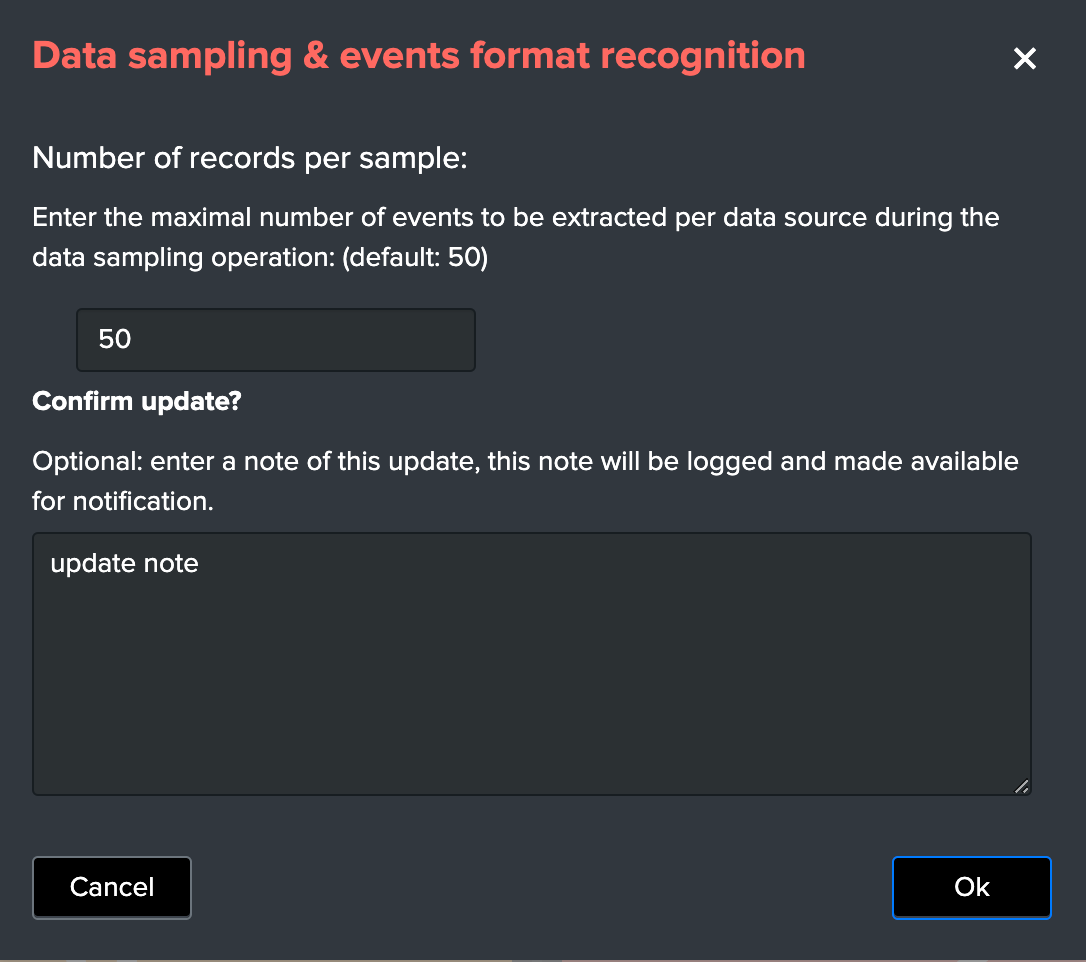 Data sampling & events format recognition
Number of records per sample:
Enter the maximal number of events to be extracted per data source during the
data sampling operation: (default: 50)
50
Confirm update?
Optional: enter a note of this update, this note will be logged and made available
for notification.
update note
Cancel
Ok